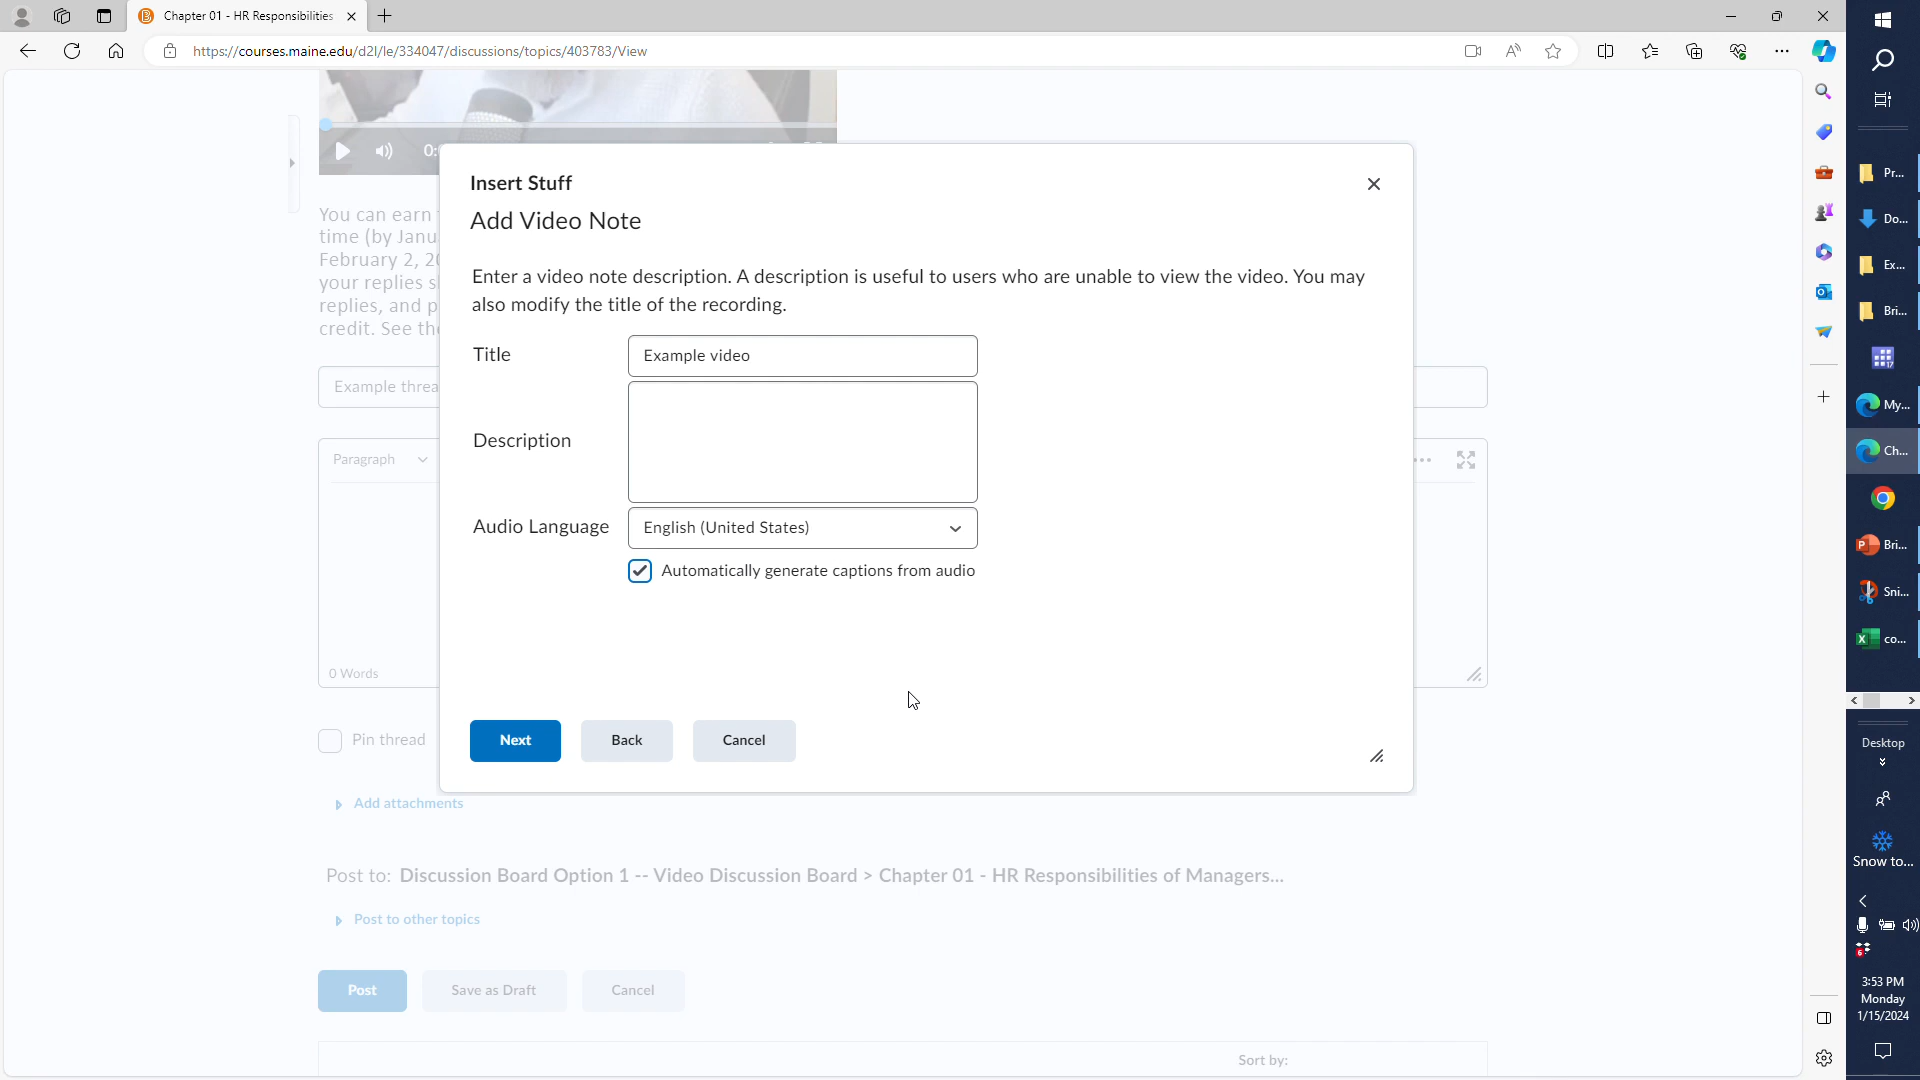 Chapter 01 - HR Responsibilities
https://courses.maine.edu/d2l/le/334047/discussions/topics/403783/View
0:
Insert Stuff
Add Video Note
Enter a video note description. A description is useful to users who are unable to view the video. You may
also modify the title of the recording.
Title
Example video
Description
Audio Language
English (United States)
Automatically generate captions from audio
Next
Back
Cancel
You can earn
time (by Janu
February 2, 2
your replies s
replies, and p
credit. See the
Example threa
Paragraph
0 Words
Pin thread
Add attachments
Post to: Discussion Board Option 1 -- Video Discussion Board > Chapter 01 - HR Responsibilities of Managers...
Post to other topics
Post
Save as Draft
Cancel
Sort by:
Pr...
Do...
Ex...
Bri...
My...
Ch...
Bri...
Sni...
co...
Desktop
Snow to...
6
3:53 PM
Monday
1/15/2024